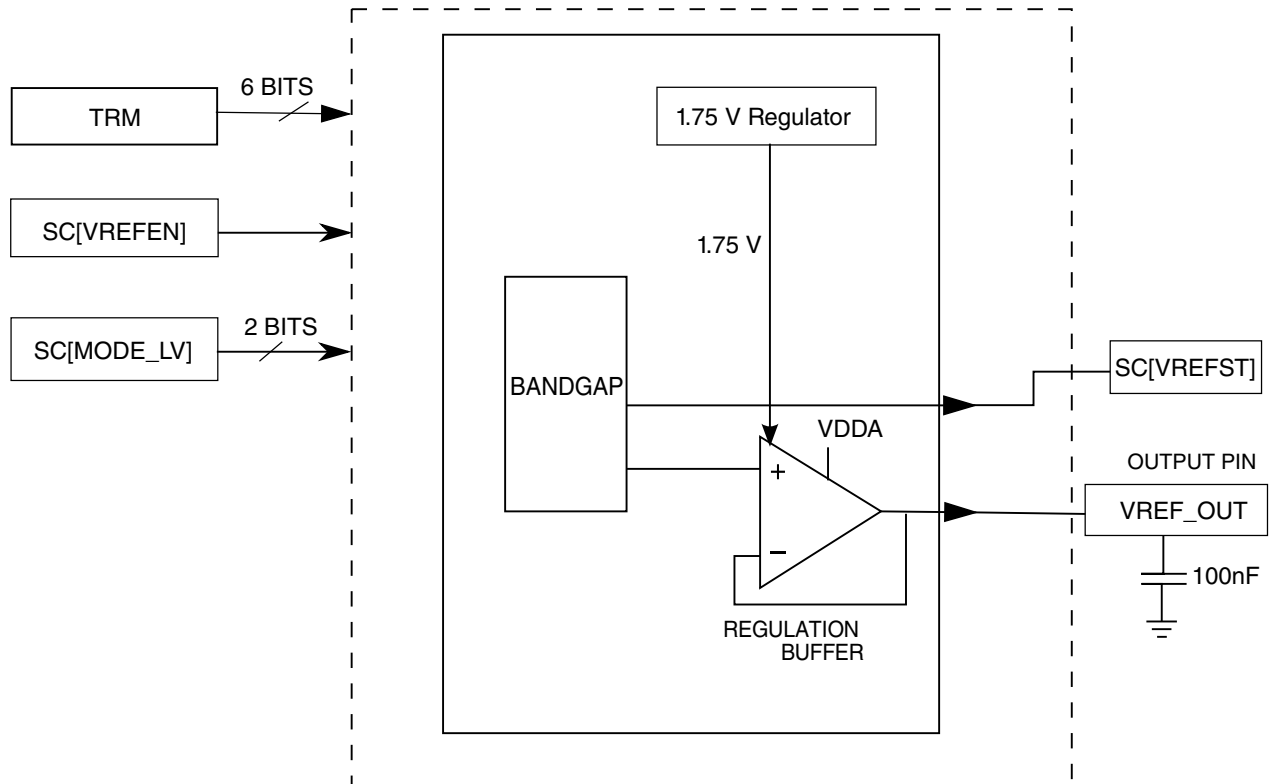 6 BITS
TRM
1.75 V Regulator
SC[VREFEN]
1.75 V
2 BITS
SC[MODE_LV]
SC[VREFST]
BANDGAP
VDDA
OUTPUT PIN
+
VREF_OUT
−
100nF
REGULATION
BUFFER